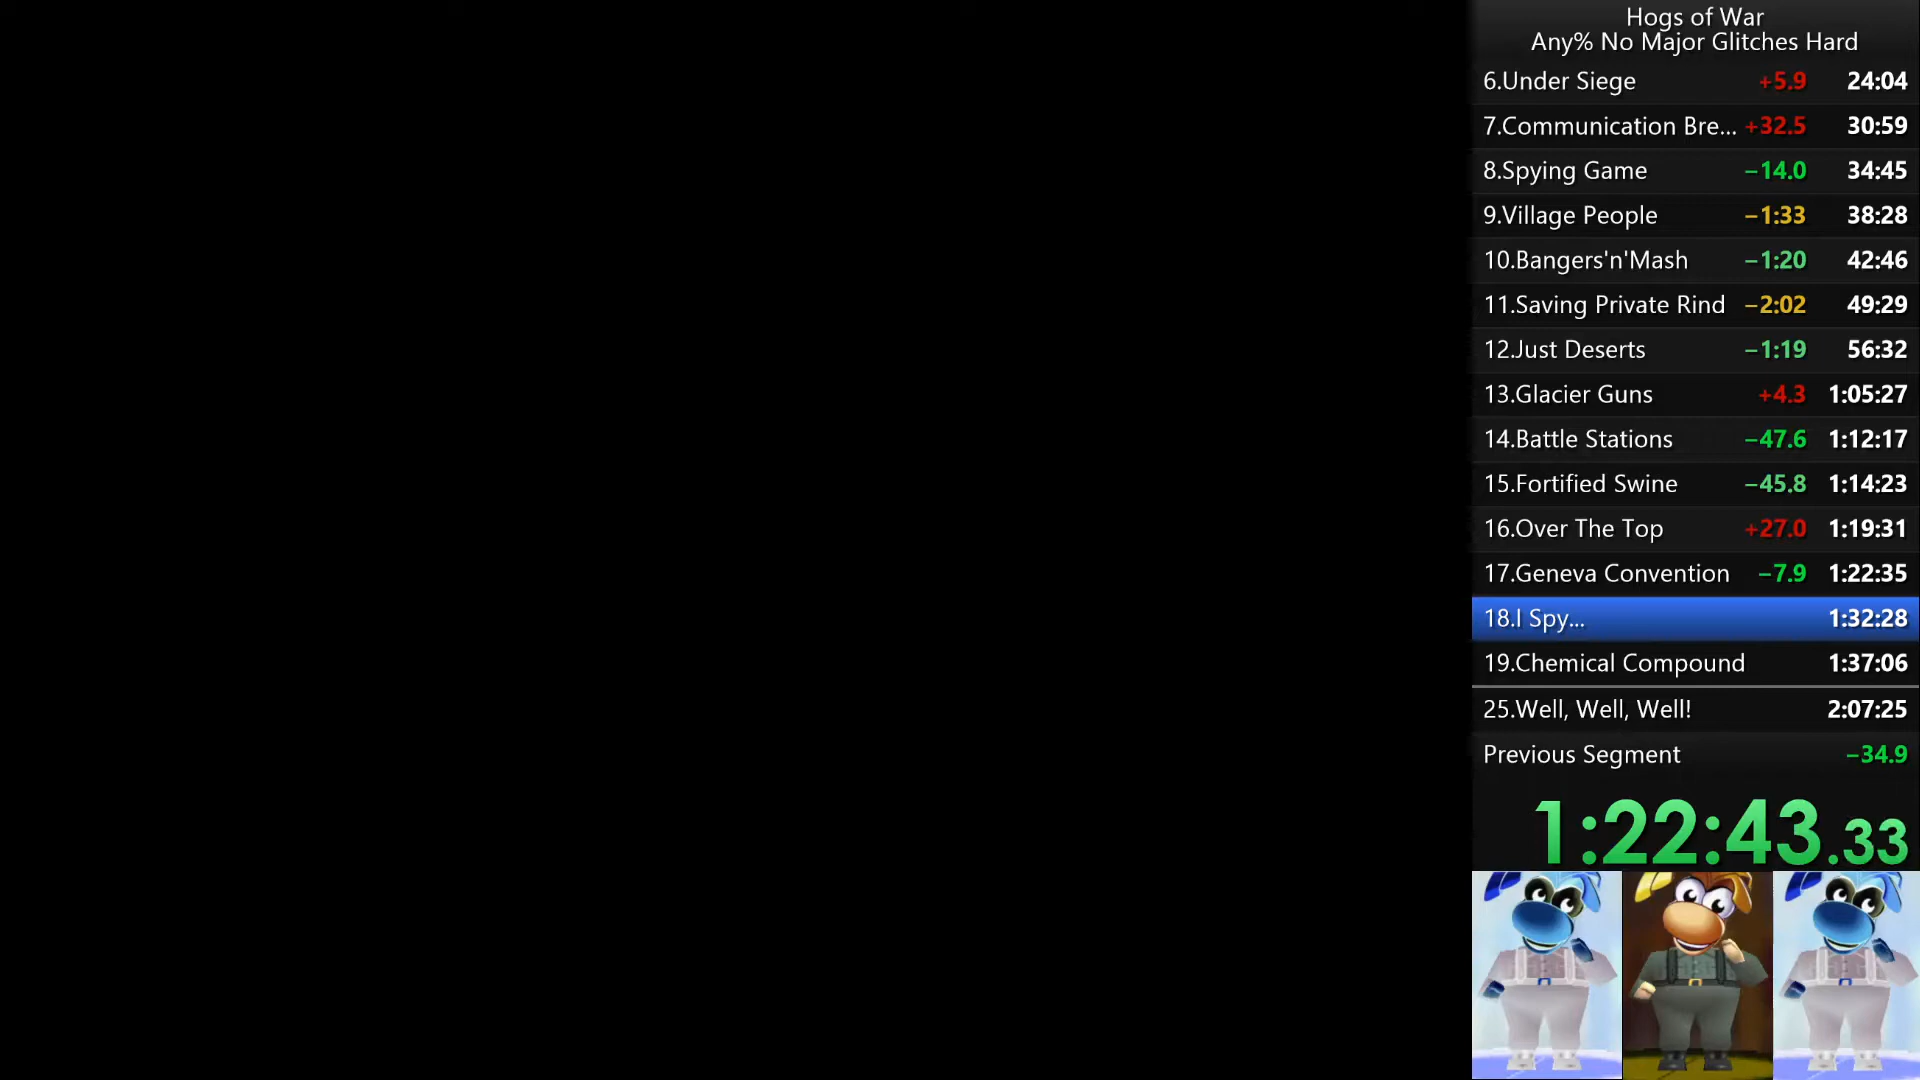 Hogs of War
Any% No Major Glitches Hard
6.Under Siege +5.9 24:04
7.Communication Bre... +32.5 30:59
8.Spying Game −14.0 34:45
9.Village People −1:33 38:28
10.Bangers'n'Mash −1:20 42:46
11.Saving Private Rind −2:02 49:29
12.Just Deserts −1:19 56:32
13.Glacier Guns +4.3 1:05:27
14.Battle Stations −47.6 1:12:17
15.Fortified Swine −45.8 1:14:23
16.Over The Top +27.0 1:19:31
17.Geneva Convention −7.9 1:22:35
18.I Spy... 1:32:28
19.Chemical Compound 1:37:06
25.Well, Well, Well! 2:07:25
Previous Segment −34.9
1:22:43.33